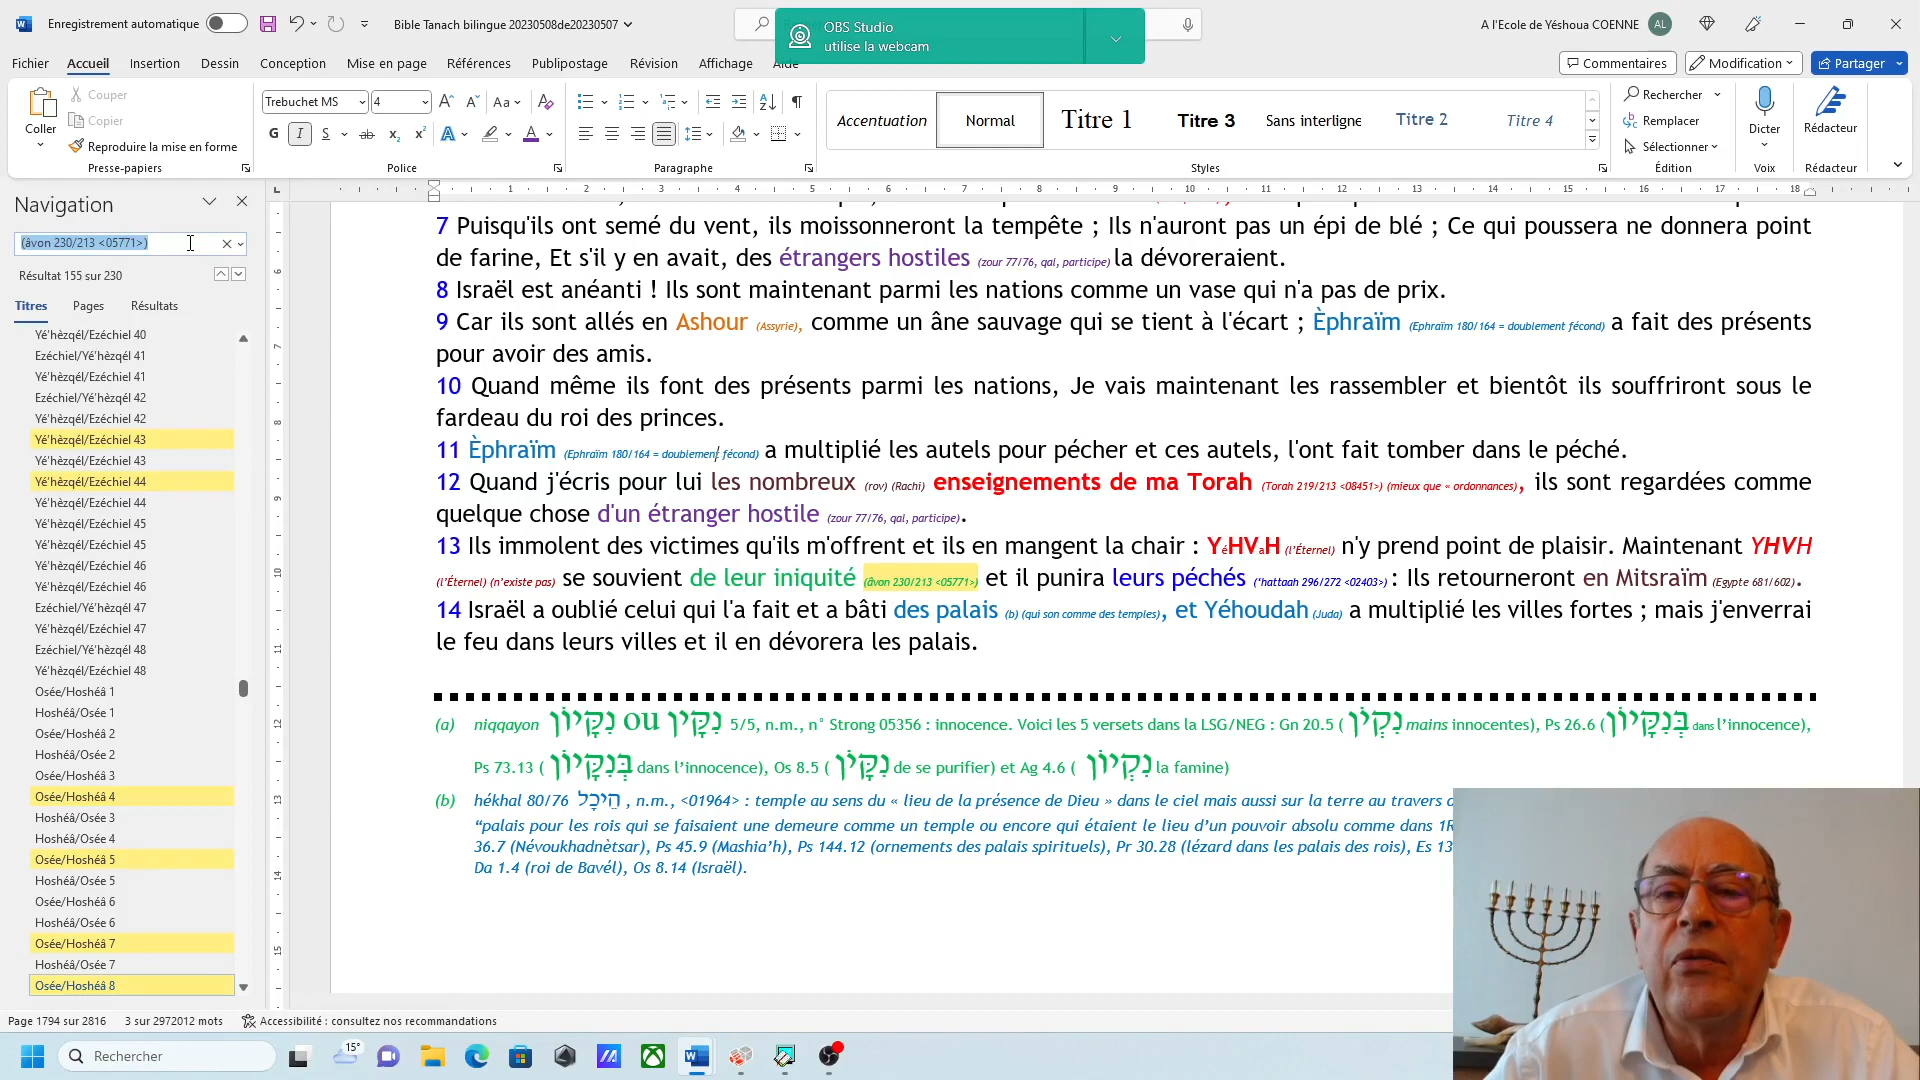 Enregistrement automatique
Bible Tanach bilingue 20230508de20230507
OBS Studio
utilise la webcam
A l'Ecole de Yéshoua COENNE
AL
Fichier
Accueil
Insertion
Dessin
Conception
Mise en page
Références
Publipostage
Révision
Affichage
Aide
Commentaires
Modification
Partager
Coller
Couper
Copier
Reproduire la mise en forme
Presse-papiers
Trebuchet MS
4
Police
Paragraphe
Accentuation
Normal
Titre 1
Titre 3
Sans interligne
Titre 2
Titre 4
Styles
Rechercher
Remplacer
Sélectionner
Édition
Dicter
Voix
Rédacteur
Rédacteur
Navigation
(âvon 230/213 <05771>)
Résultat 155 sur 230
Titres
Pages
Résultats
Yé'hèzqél/Ezéchiel 40
Ezéchiel/Yé'hèzqél 41
Yé'hèzqél/Ezéchiel 41
Ezéchiel/Yé'hèzqél 42
Yé'hèzqél/Ezéchiel 42
Yé'hèzqél/Ezéchiel 43
Yé'hèzqél/Ezéchiel 43
Yé'hèzqél/Ezéchiel 44
Yé'hèzqél/Ezéchiel 44
Yé'hèzqél/Ezéchiel 45
Yé'hèzqél/Ezéchiel 45
Yé'hèzqél/Ezéchiel 46
Yé'hèzqél/Ezéchiel 46
Ezéchiel/Yé'hèzqél 47
Yé'hèzqél/Ezéchiel 47
Ezéchiel/Yé'hèzqél 48
Yé'hèzqél/Ezéchiel 48
Osée/Hoshéâ 1
Hoshéâ/Osée 1
Osée/Hoshéâ 2
Hoshéâ/Osée 2
Osée/Hoshéâ 3
Osée/Hoshéâ 4
Hoshéâ/Osée 3
Hoshéâ/Osée 4
Osée/Hoshéâ 5
Hoshéâ/Osée 5
Osée/Hoshéâ 6
Hoshéâ/Osée 6
Osée/Hoshéâ 7
Hoshéâ/Osée 7
Osée/Hoshéâ 8
7 Puisqu'ils ont semé du vent, ils moissonneront la tempête ; Ils n'auront pas un épi de blé ; Ce qui poussera ne donnera point
de farine, Et s'il y en avait, des étrangers hostiles (zour 77/76, qal, participe) la dévoreraient.
8 Israël est anéanti ! Ils sont maintenant parmi les nations comme un vase qui n'a pas de prix.
9 Car ils sont allés en Ashour (Assyrie), comme un âne sauvage qui se tient à l'écart ; Èphraïm (Ephraïm 180/164 = doublement fécond) a fait des présents
pour avoir des amis.
10 Quand même ils font des présents parmi les nations, Je vais maintenant les rassembler et bientôt ils souffriront sous le
fardeau du roi des princes.
11 Èphraïm (Ephraïm 180/164 = doublement fécond) a multiplié les autels pour pécher et ces autels, l'ont fait tomber dans le péché.
12 Quand j'écris pour lui les nombreux (rov) (Rachi) enseignements de ma Torah (Torah 219/213 <08451>) (mieux que « ordonnances), ils sont regardées comme
quelque chose d'un étranger hostile (zour 77/76, qal, participe).
13 Ils immolent des victimes qu'ils m'offrent et ils en mangent la chair : YéHVaH (l'Éternel) n'y prend point de plaisir. Maintenant YHVH
(l'Éternel) (n'existe pas) se souvient de leur iniquité (âvon 230/213 <05771>) et il punira leurs péchés ('hattaah 296/272 <02403>) : Ils retourneront en Mitsraïm (Egypte 681/602).
14 Israël a oublié celui qui l'a fait et a bâti des palais (b) (qui son comme des temples), et Yéhoudah (Juda) a multiplié les villes fortes ; mais j'enverrai
le feu dans leurs villes et il en dévorera les palais.
(a) niqqayon נִקָּיוֹן ou נִקָּיֹן 5/5, n.m., n° Strong 05356 : innocence. Voici les 5 versets dans la LSG/NEG : Gn 20.5 ( נִקְיֹן mains innocentes), Ps 26.6 (בְּנִקָּיוֹן dans l'innocence),
Ps 73.13 ( בְּנִקָּיוֹן dans l'innocence), Os 8.5 ( נִקָּיֹן de se purifier) et Ag 4.6 ( נִקְיוֹן la famine)
(b) hékhal 80/76 הֵיכָל , n.m., <01964> : temple au sens du « lieu de la présence de Dieu » dans le ciel mais aussi sur la terre au travers d
“palais pour les rois qui se faisaient une demeure comme un temple ou encore qui étaient le lieu d'un pouvoir absolu comme dans 1R
36.7 (Névoukhadnètsar), Ps 45.9 (Mashia'h), Ps 144.12 (ornements des palais spirituels), Pr 30.28 (lézard dans les palais des rois), Es 13
Da 1.4 (roi de Bavél), Os 8.14 (Israël).
Page 1794 sur 2816
3 sur 2972012 mots
Accessibilité : consultez nos recommandations
Rechercher
15°